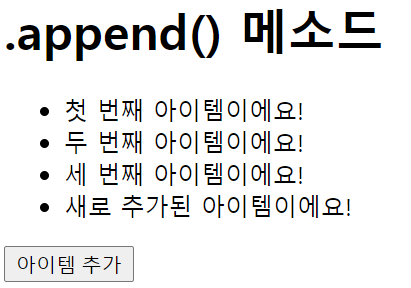 .append() 메소드
첫 번째 아이템이에요!
두 번째 아이템이에요!
세 번째 아이템이에요!
새로 추가된 아이템이에요!
아이템 추가